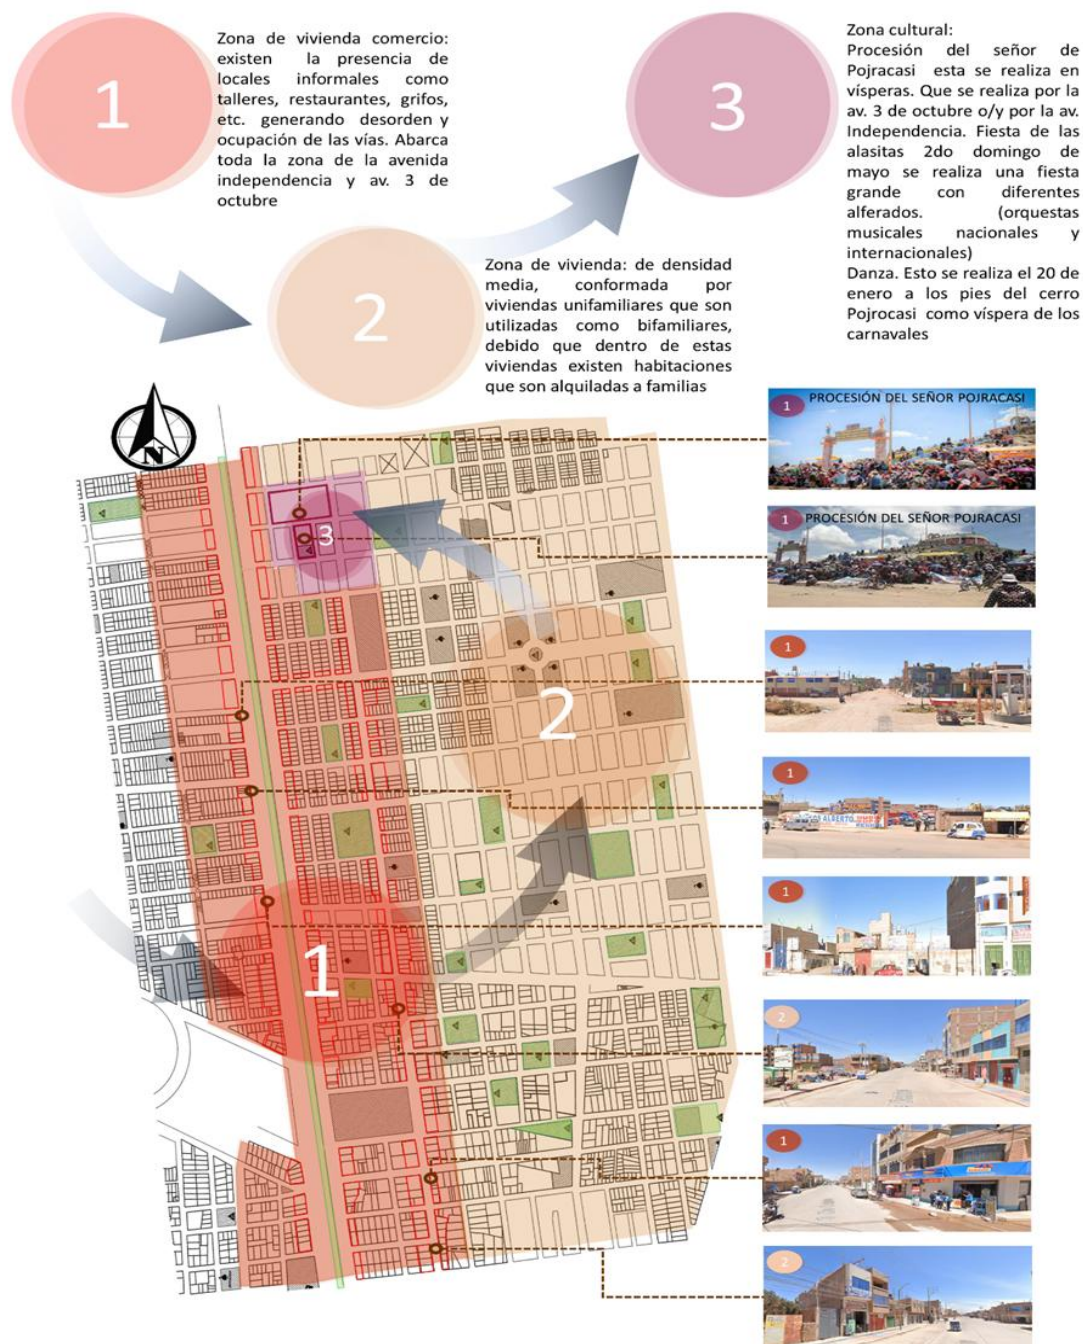 1
Zona de vivienda comercio:
existen la presencia de
locales informales como
talleres, restaurantes, grifos,
etc. generando desorden y
ocupación de las vías. Abarca
toda la zona de la avenida
independencia y av. 3 de
octubre
2
Zona de vivienda: de densidad
media, conformada por
viviendas unifamiliares que son
utilizadas como bifamiliares,
debido que dentro de estas
viviendas existen habitaciones
que son alquiladas a familias
3
Zona cultural:
Procesión del señor de
Pojracasi esta se realiza en
vísperas. Que se realiza por la
av. 3 de octubre o/y por la av.
Independencia. Fiesta de las
alasitas 2do domingo de
mayo se realiza una fiesta
grande con diferentes
alferados. (orquestas
musicales nacionales y
internacionales)
Danza. Esto se realiza el 20 de
enero a los pies del cerro
Pojrocasi como víspera de los
carnavales
N
3
2
1
1 PROCESIÓN DEL SEÑOR POJRACASI
1 PROCESIÓN DEL SEÑOR POJRACASI
1
1
ALBERTO
1
2
1
2